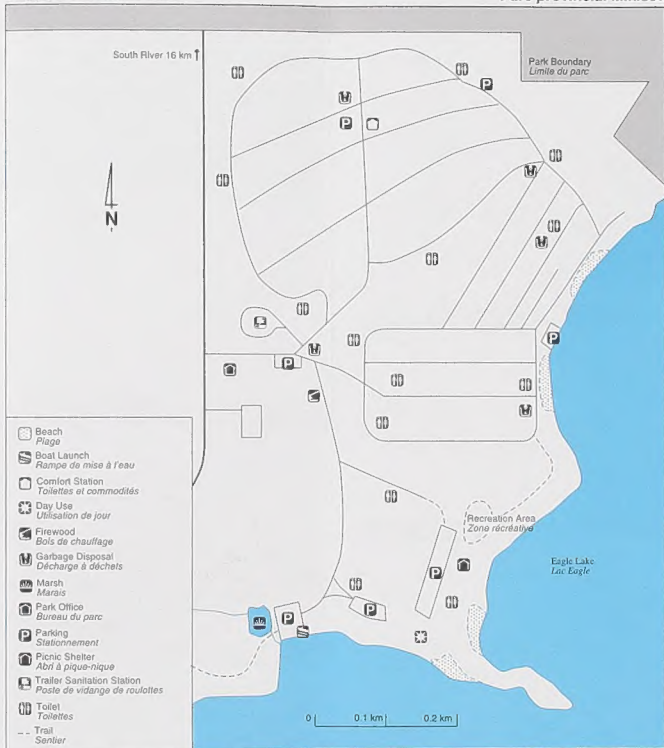 South River 16 km
Park Boundary
Limite du parc
N
P
P
P
P
P
P
P
Recreation Area
Zone récréative
Eagle Lake
Lac Eagle
Beach
Plage
Boat Launch
Rampe de mise à l'eau
Comfort Station
Toilettes et commodités
Day Use
Utilisation de jour
Firewood
Bois de chauffage
Garbage Disposal
Décharge à déchets
Marsh
Marais
Park Office
Bureau du parc
P Parking
Stationnement
Picnic Shelter
Abri à pique-nique
Trailer Sanitation Station
Poste de vidange de roulottes
Toilet
Toilettes
Trail
Sentier
0 0.1 km 0.2 km